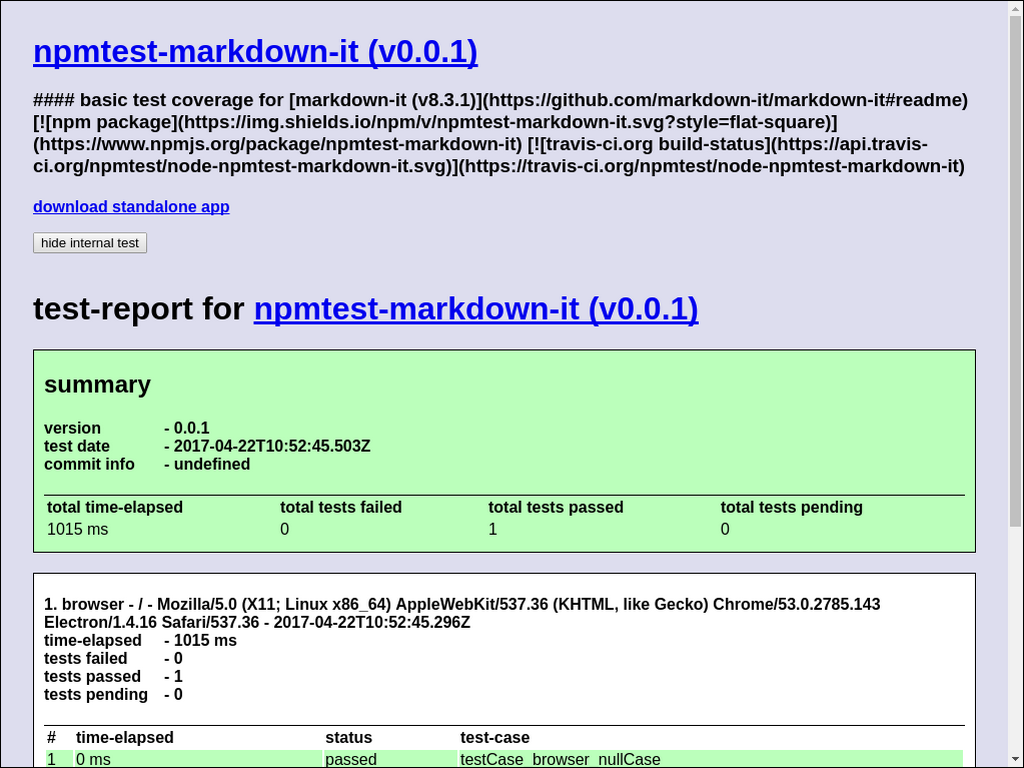 npmtest-markdown-it (v0.0.1)
#### basic test coverage for [markdown-it (v8.3.1)](https://github.com/markdown-it/markdown-it#readme)
[![npm package](https://img.shields.io/npm/v/npmtest-markdown-it.svg?style=flat-square)]
(https://www.npmjs.org/package/npmtest-markdown-it) [![travis-ci.org build-status](https://api.travis-
ci.org/npmtest/node-npmtest-markdown-it.svg)](https://travis-ci.org/npmtest/node-npmtest-markdown-it)
download standalone app
hide internal test
test-report for npmtest-markdown-it (v0.0.1)
summary
version - 0.0.1
test date - 2017-04-22T10:52:45.503Z
commit info - undefined
total time-elapsed total tests failed total tests passed total tests pending
1015 ms 0 1 0
1. browser - / - Mozilla/5.0 (X11; Linux x86_64) AppleWebKit/537.36 (KHTML, like Gecko) Chrome/53.0.2785.143
Electron/1.4.16 Safari/537.36 - 2017-04-22T10:52:45.296Z
time-elapsed - 1015 ms
tests failed - 0
tests passed - 1
tests pending - 0
# time-elapsed status test-case
1 0 ms passed testCase_browser_nullCase